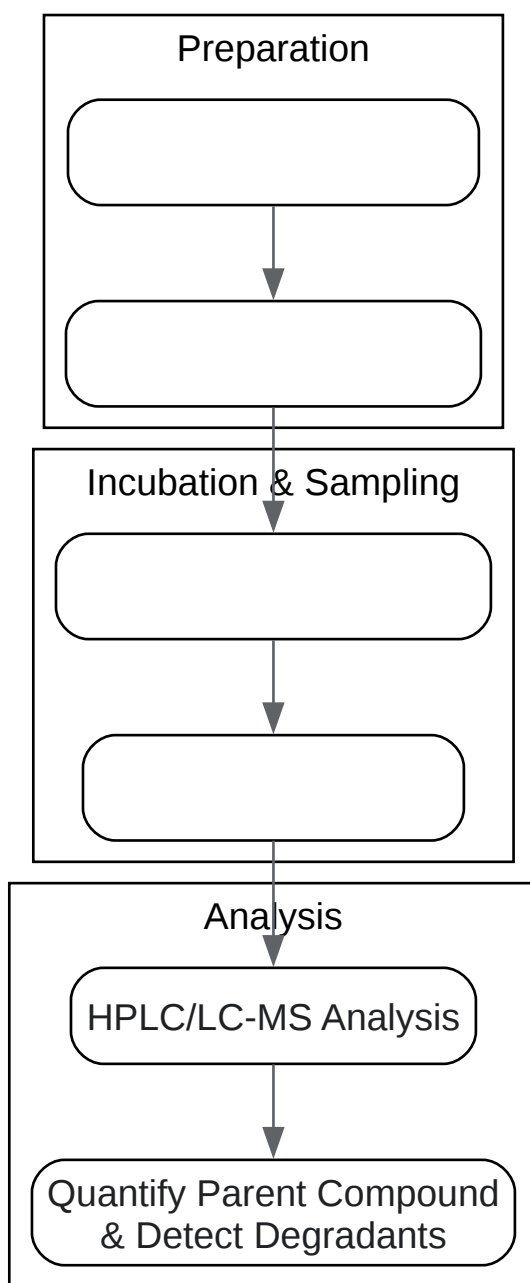 Preparation
Incubation & Sampling
Analysis
HPLC/LC-MS Analysis
Quantify Parent Compound
& Detect Degradants